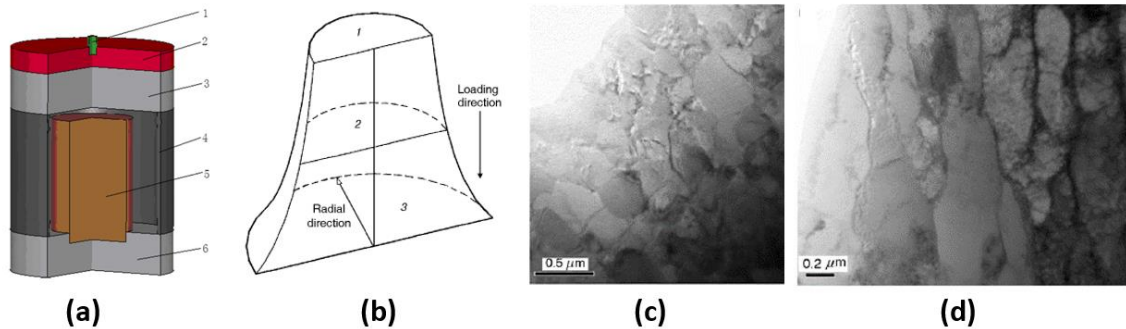 1
2
3
4
5
6
1
2
3
Loading
direction
Radial
direction
0.5 μm
0.2 μm
(a)
(b)
(c)
(d)